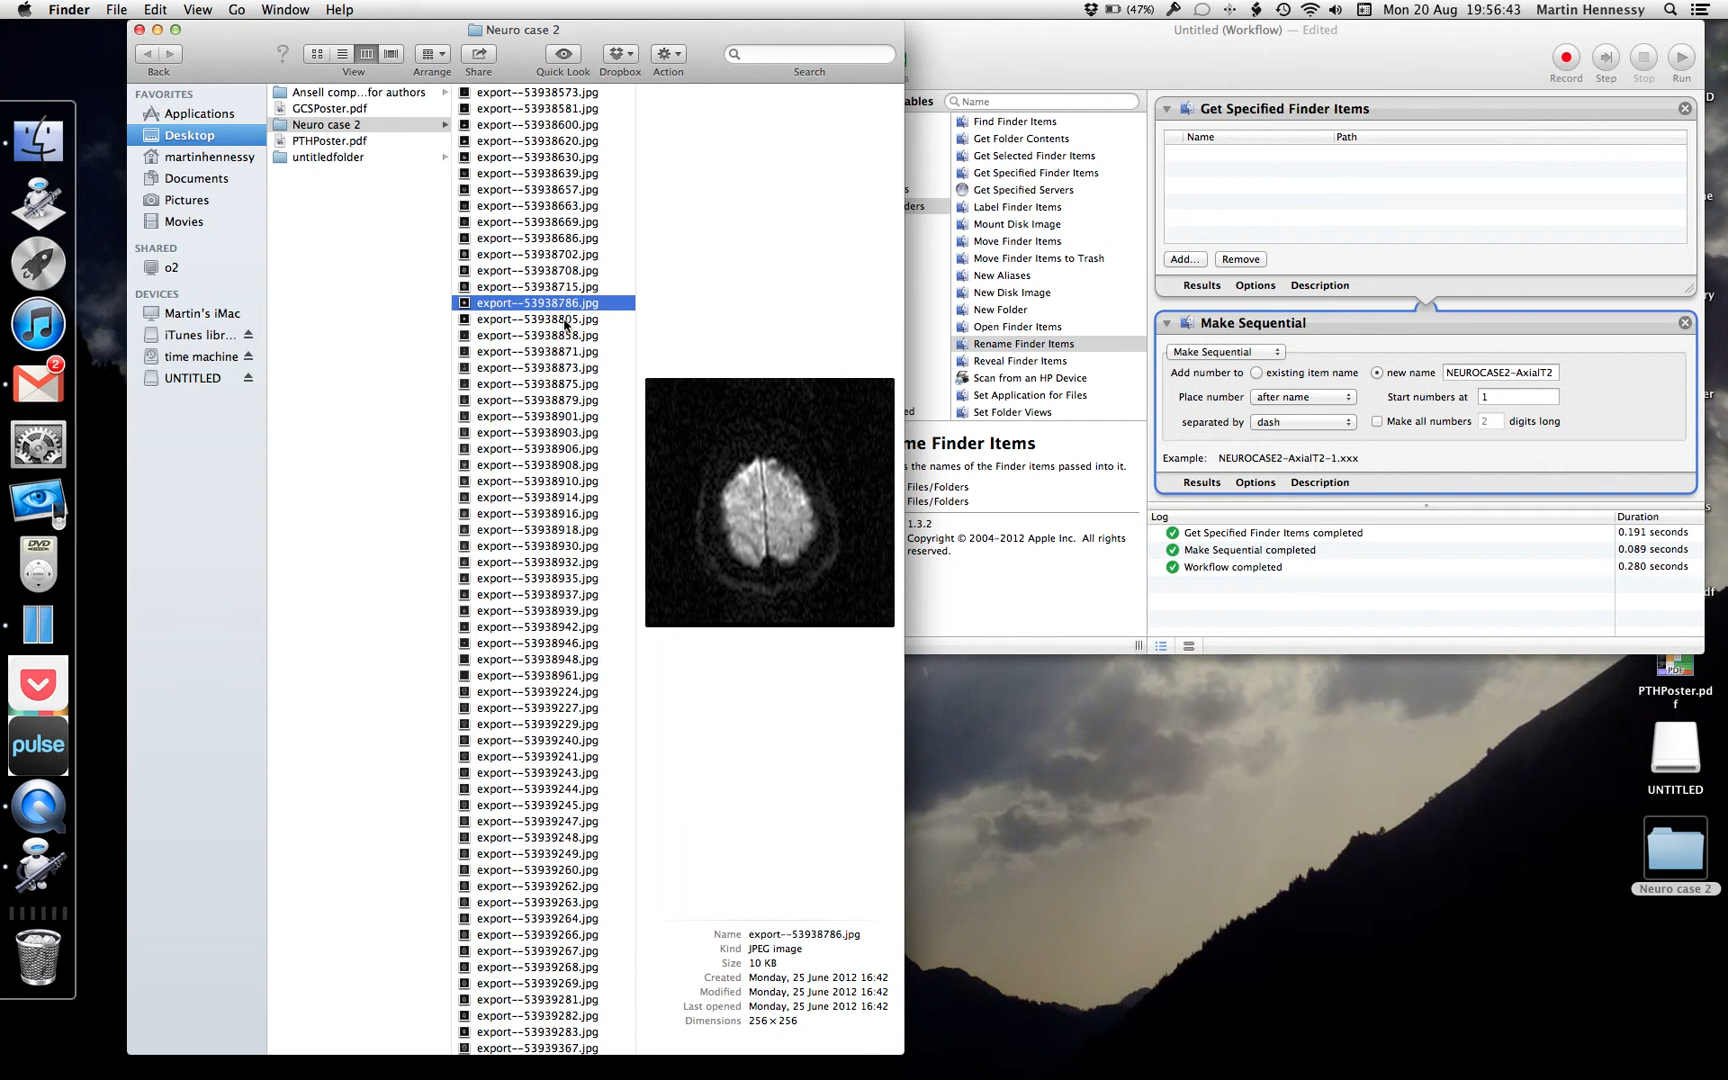 Finder File Edit View Go Window Help
(47%) Mon 20 Aug 19:56:43 Martin Hennessy
Neuro case 2
Back View Arrange Share Quick Look Dropbox Action Search
FAVORITES
Applications
Desktop
martinhennessy
Documents
Pictures
Movies
SHARED
o2
DEVICES
Martin's iMac
iTunes libr...
time machine
UNTITLED
Ansell comp...for authors
GCSPoster.pdf
Neuro case 2
PTHPoster.pdf
untitledfolder
export--53938573.jpg
export--53938581.jpg
export--53938600.jpg
export--53938620.jpg
export--53938630.jpg
export--53938639.jpg
export--53938657.jpg
export--53938663.jpg
export--53938669.jpg
export--53938686.jpg
export--53938702.jpg
export--53938708.jpg
export--53938715.jpg
export--53938786.jpg
export--53938805.jpg
export--53938858.jpg
export--53938871.jpg
export--53938873.jpg
export--53938875.jpg
export--53938879.jpg
export--53938901.jpg
export--53938903.jpg
export--53938906.jpg
export--53938908.jpg
export--53938910.jpg
export--53938914.jpg
export--53938916.jpg
export--53938918.jpg
export--53938930.jpg
export--53938932.jpg
export--53938935.jpg
export--53938937.jpg
export--53938939.jpg
export--53938942.jpg
export--53938946.jpg
export--53938948.jpg
export--53938961.jpg
export--53939224.jpg
export--53939227.jpg
export--53939229.jpg
export--53939240.jpg
export--53939241.jpg
export--53939243.jpg
export--53939244.jpg
export--53939245.jpg
export--53939247.jpg
export--53939248.jpg
export--53939249.jpg
export--53939260.jpg
export--53939262.jpg
export--53939263.jpg
export--53939264.jpg
export--53939266.jpg
export--53939267.jpg
export--53939268.jpg
export--53939269.jpg
export--53939281.jpg
export--53939282.jpg
export--53939283.jpg
export--53939367.jpg
Name export--53938786.jpg
Kind JPEG image
Size 10 KB
Created Monday, 25 June 2012 16:42
Modified Monday, 25 June 2012 16:42
Last opened Monday, 25 June 2012 16:42
Dimensions 256×256
Untitled (Workflow) — Edited
Record Step Stop Run
Name
Find Finder Items
Get Folder Contents
Get Selected Finder Items
Get Specified Finder Items
Get Specified Servers
Label Finder Items
Mount Disk Image
Move Finder Items
Move Finder Items to Trash
New Aliases
New Disk Image
New Folder
Open Finder Items
Rename Finder Items
Reveal Finder Items
Scan from an HP Device
Set Application for Files
Set Folder Views
me Finder Items
s the names of the Finder items passed into it.
Files/Folders
Files/Folders
1.3.2
Copyright © 2004-2012 Apple Inc. All rights
reserved.
Get Specified Finder Items
Name Path
Add... Remove
Results Options Description
Make Sequential
Make Sequential
Add number to existing item name new name NEUROCASE2-AxialT2
Place number after name Start numbers at 1
separated by dash Make all numbers 2 digits long
Example: NEUROCASE2-AxialT2-1.xxx
Results Options Description
Log Duration
Get Specified Finder Items completed 0.191 seconds
Make Sequential completed 0.089 seconds
Workflow completed 0.280 seconds
PDF
PTHPoster.pd
f
UNTITLED
Neuro case 2
2
DVD
pulse